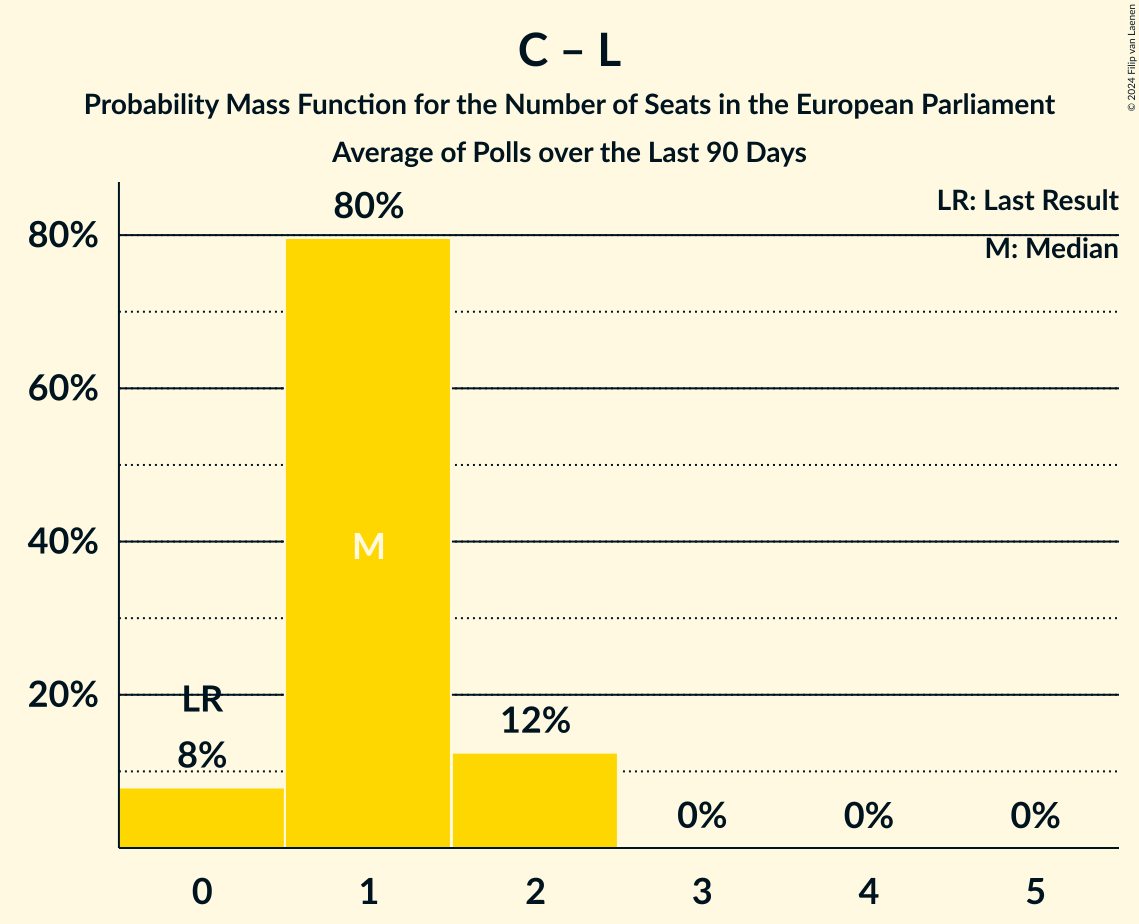 C – L
Probability Mass Function for the Number of Seats in the European Parliament
Average of Polls over the Last 90 Days
© 2024 Filip van Laenen
LR: Last Result
M: Median
80%
60%
40%
20%
LR
8%
80%
M
12%
0%
0%
0%
0
1
2
3
4
5